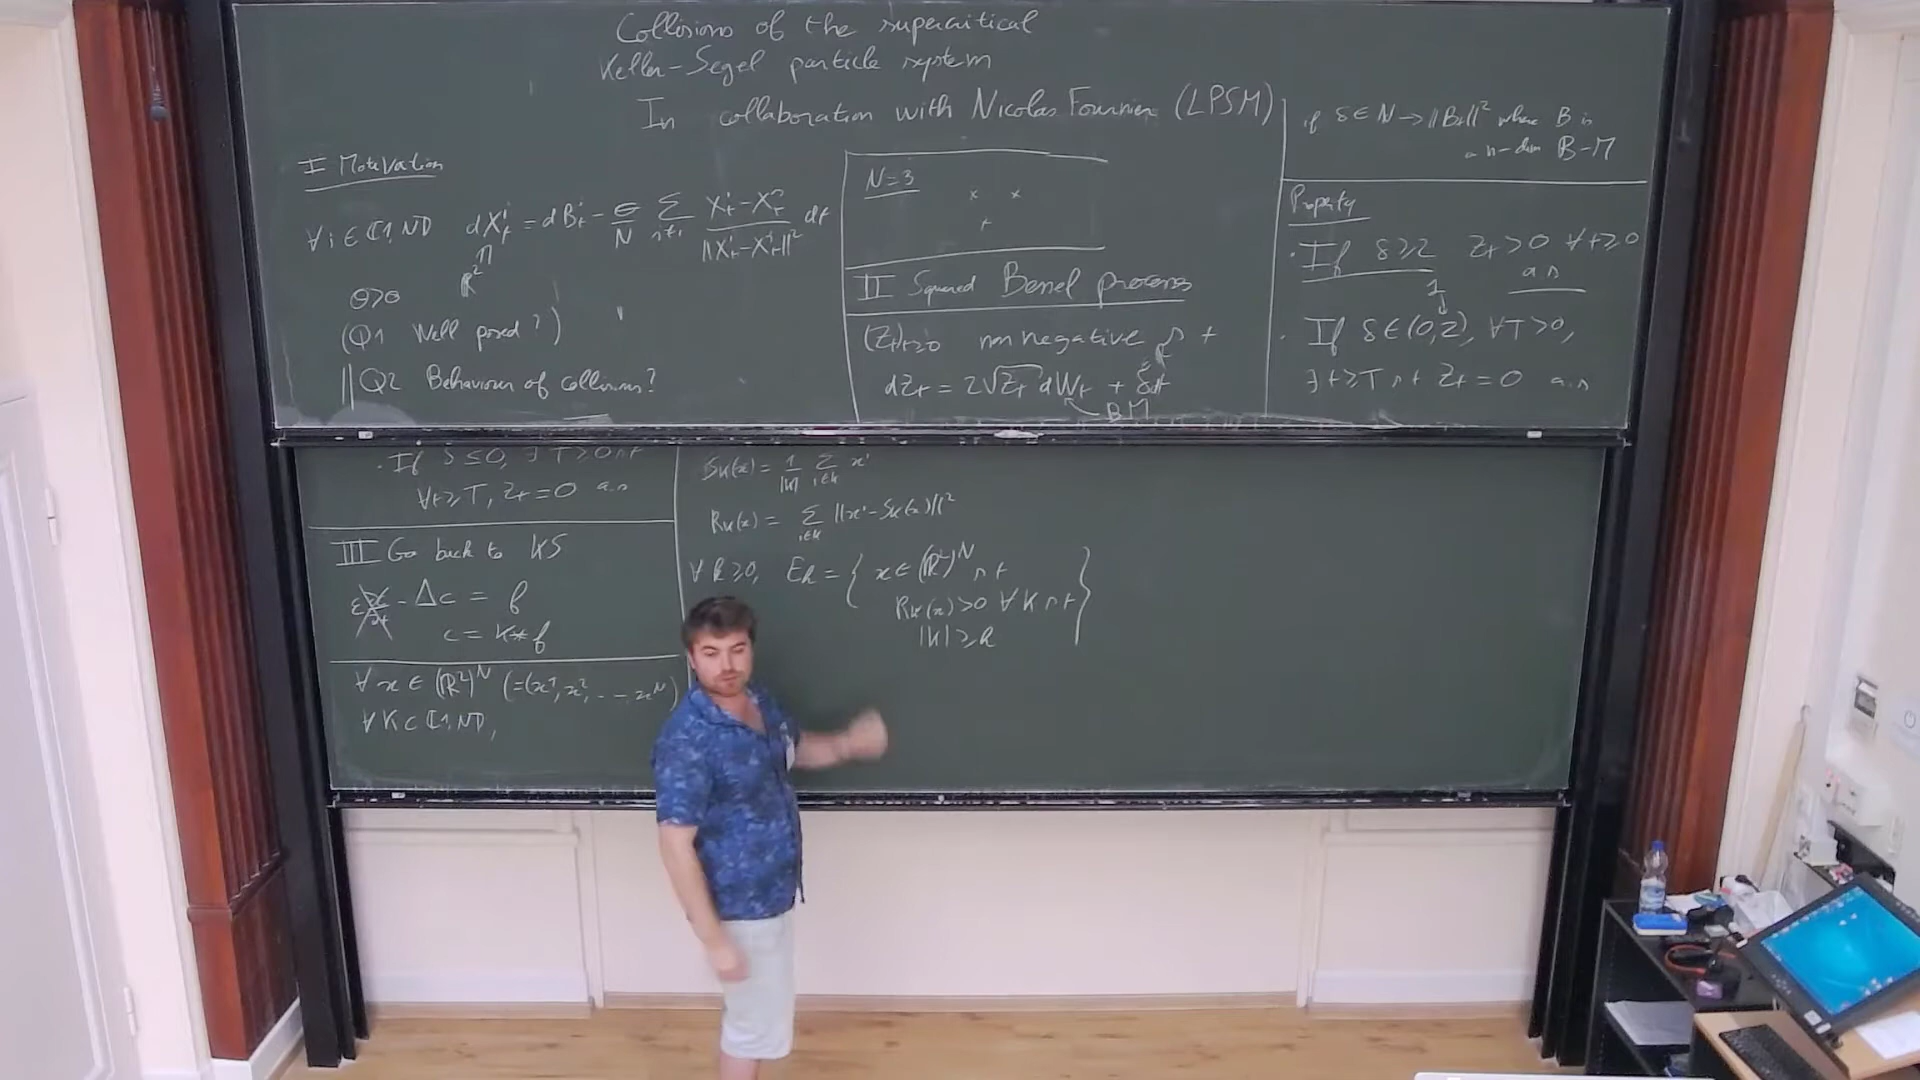 Collisions of the supercritical
Keller-Segel particle system
In collaboration with Nicolas Fournier (LPSM)
I Motivation
∀ i ∈ ⟦1,N⟧ dX_t^i = dB_t^i - θ/N Σ_{j≠i} (X_t^i - X_t^j)/||X_t^i - X_t^j||² dt
ℝ²
θ>0
(Q1 Well posed?)
Q2 Behaviour of collisions?
N=3
II Squared Bessel process
(Z_t)_{t≥0} non negative s t
dZ_t = 2√Z_t dW_t + δdt
BM
if δ ∈ N → ||B_t||² where B is
a n-dim B-M
Property
· If δ≥2 Z_t>0 ∀t≥0
a s
1
· If δ∈(0,2), ∀T>0,
∃ t≥T s t Z_t = 0 a.s
· If δ≤0, ∃ T≥0 s t
∀t≥T, Z_t = 0 a.s
III Go back to KS
- Δc = f
c = K * f
∀ x ∈ (ℝ²)^N (=(x¹, x², ... x^N)
∀ K ⊂ ⟦1,N⟧,
S_K(x) = 1/|K| Σ_{i∈K} x^i
R_K(x) = Σ_{i∈K} ||x^i - S_K(x)||²
∀ k≥0, E_k = { x ∈ (ℝ²)^N s t
R_K(x)>0 ∀ K s t
|K| ≥ k }